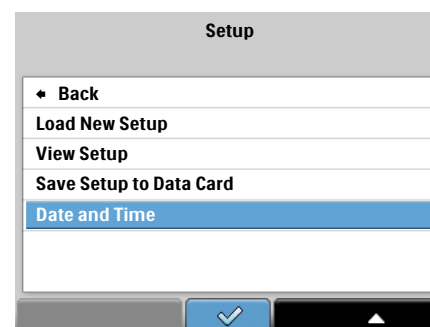 Setup
Back
Load New Setup
View Setup
Save Setup to Data Card
Date and Time